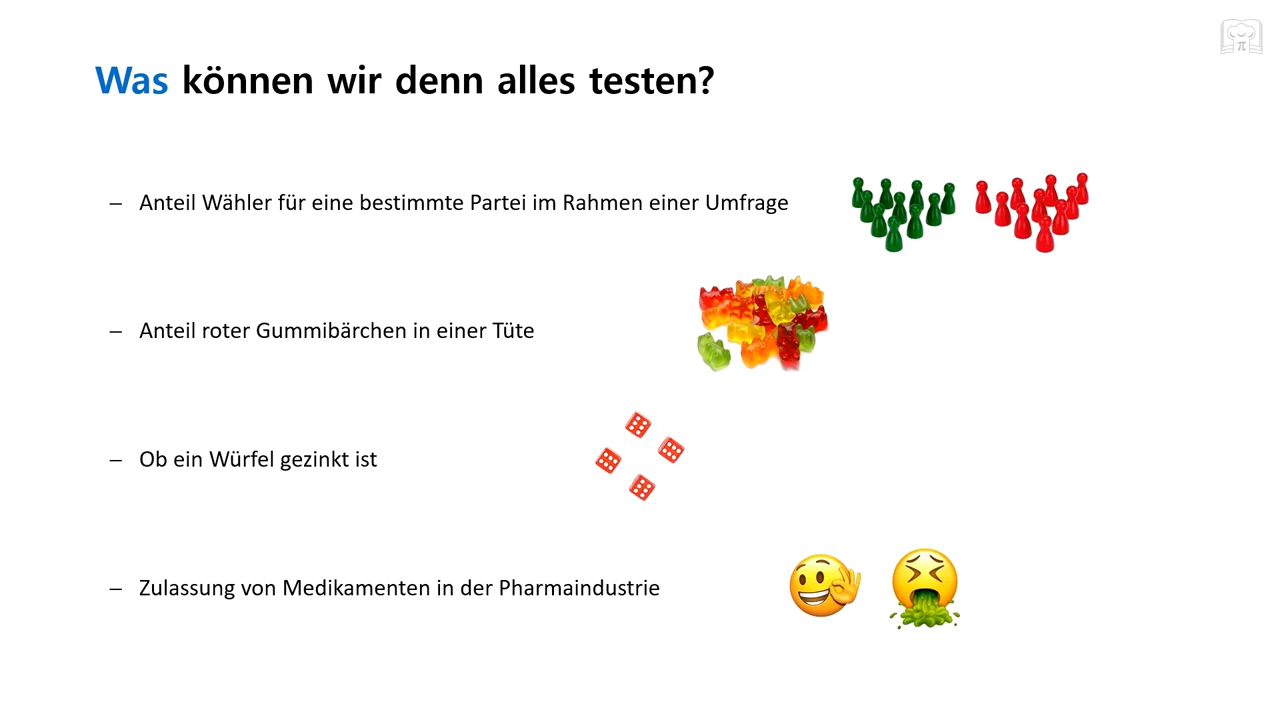 Was können wir denn alles testen?
– Anteil Wähler für eine bestimmte Partei im Rahmen einer Umfrage
– Anteil roter Gummibärchen in einer Tüte
– Ob ein Würfel gezinkt ist
– Zulassung von Medikamenten in der Pharmaindustrie
π